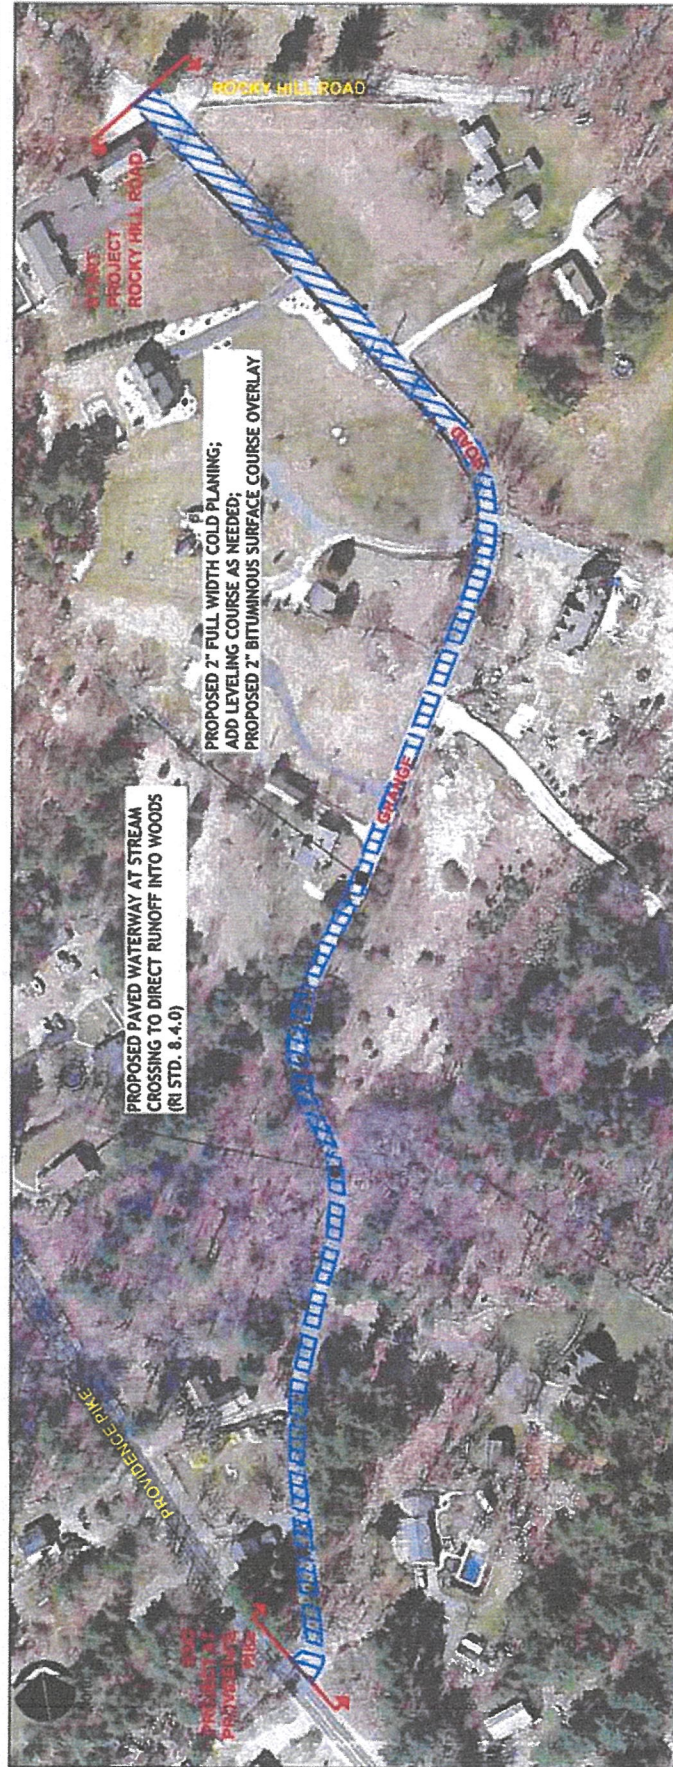 ROCKY HILL ROAD
START
PROJECT
ROCKY HILL ROAD
PROPOSED 2" FULL WIDTH COLD PLANING;
ADD LEVELING COURSE AS NEEDED;
PROPOSED 2" BITUMINOUS SURFACE COURSE OVERLAY
ROAD
GRANGE
PROPOSED PAVED WATERWAY AT STREAM
CROSSING TO DIRECT RUNOFF INTO WOODS
(RI STD. 8.4.0)
PROVIDENCE PIKE
END
PROJECT AT
PROVIDENCE
PIKE